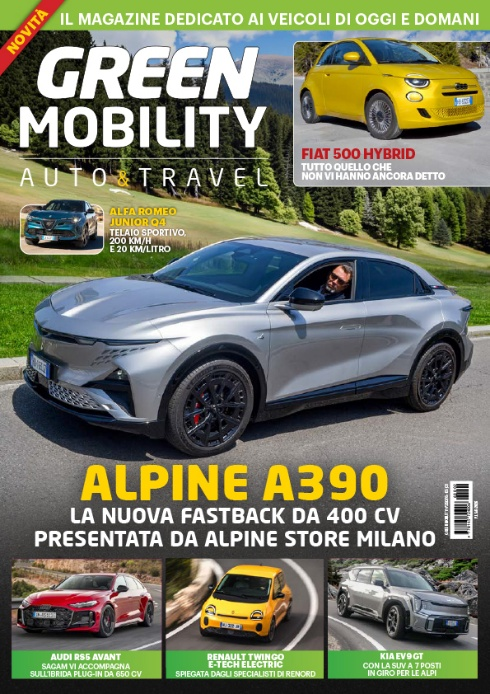 NOVITÀ
IL MAGAZINE DEDICATO AI VEICOLI DI OGGI E DOMANI
GREEN
MOBILITY
AUTO & TRAVEL
FIAT 500 HYBRID
TUTTO QUELLO CHE
NON VI HANNO ANCORA DETTO
ALFA ROMEO
JUNIOR Q4
TELAIO SPORTIVO,
200 KM/H
E 20 KM/LITRO
ALPINE A390
LA NUOVA FASTBACK DA 400 CV
PRESENTATA DA ALPINE STORE MILANO
AUDI RS5 AVANT
SAGAM VI ACCOMPAGNA
SULL'IBRIDA PLUG-IN DA 650 CV
RENAULT TWINGO
E-TECH ELECTRIC
SPIEGATA DAGLI SPECIALISTI DI RENORD
KIA EV9 GT
CON LA SUV A 7 POSTI
IN GIRO PER LE ALPI